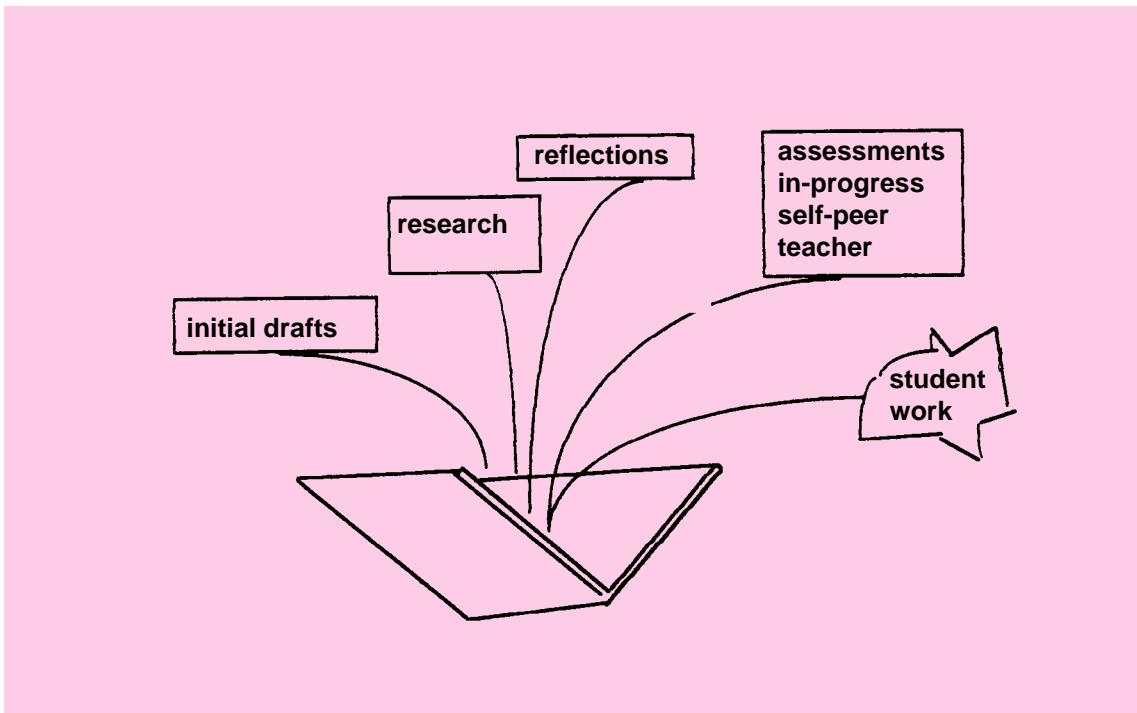 initial drafts
research
reflections
assessments
in-progress
self-peer
teacher
student
work